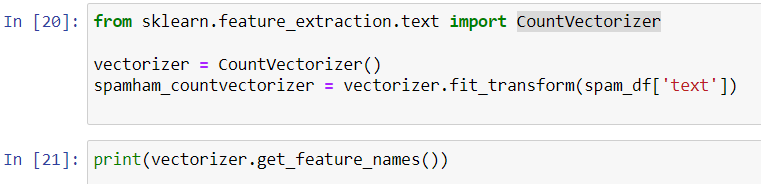 In [20]: from sklearn.feature_extraction.text import CountVectorizer
vectorizer = CountVectorizer()
spamham_countvectorizer = vectorizer.fit_transform(spam_df['text'])
In [21]: print(vectorizer.get_feature_names())